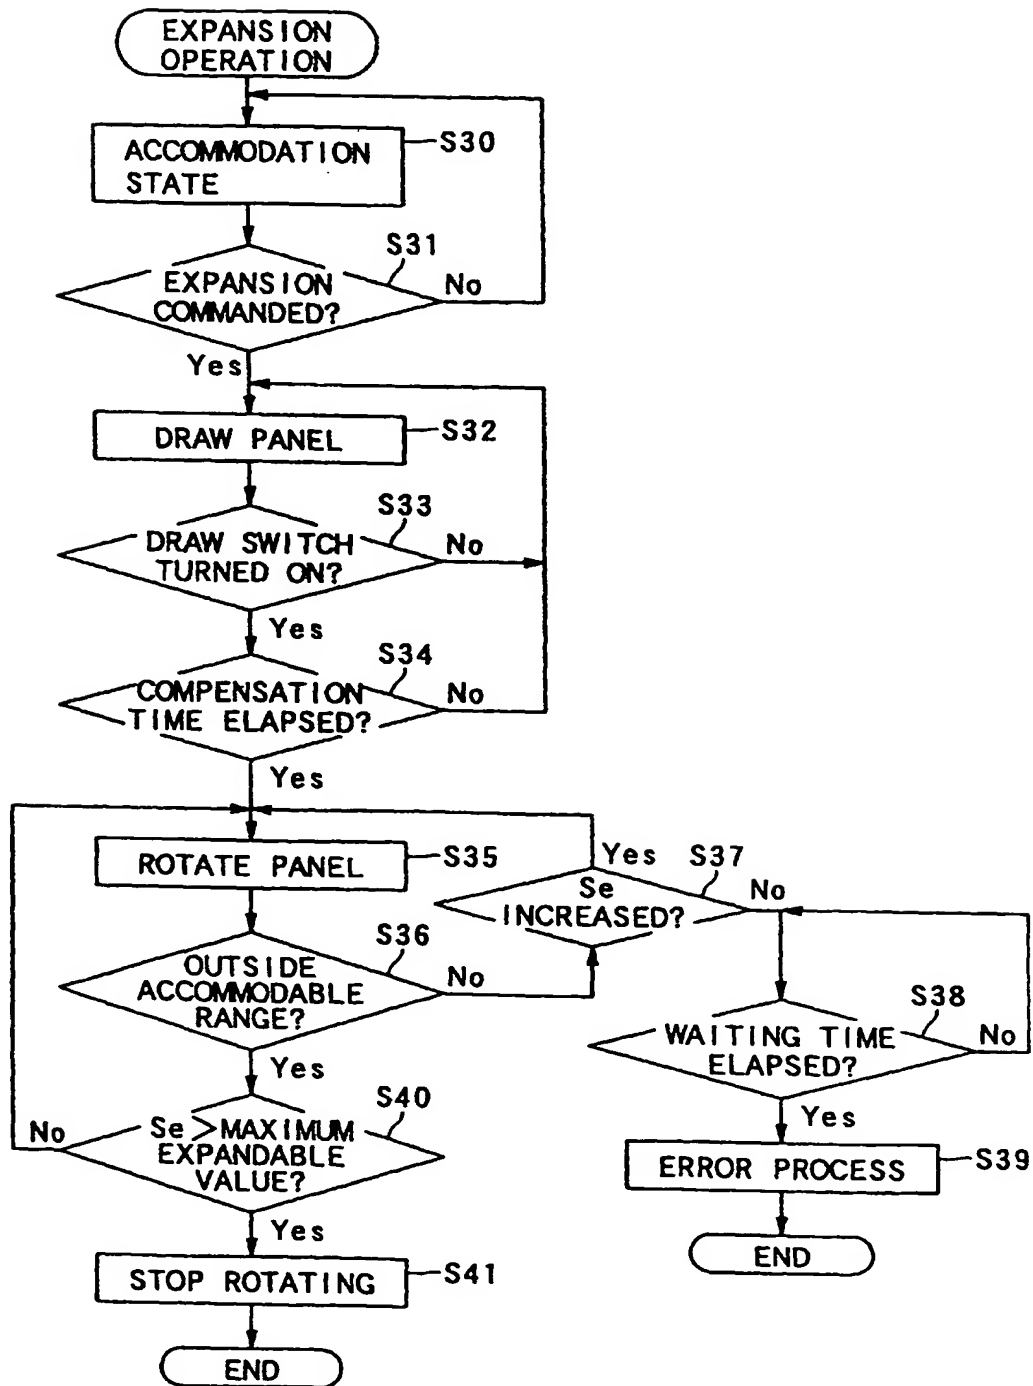 EXPANSION
OPERATION
ACCOMMODATION
STATE
S30
S31
EXPANSION
COMMANDED?
No
Yes
DRAW PANEL
S32
S33
DRAW SWITCH
TURNED ON?
No
Yes
S34
COMPENSATION
TIME ELAPSED?
No
Yes
ROTATE PANEL
S35
S36
OUTSIDE
ACCOMMODABLE
RANGE?
No
Yes
S37
Se
INCREASED?
Yes
No
S38
WAITING TIME
ELAPSED?
No
Yes
ERROR PROCESS
S39
END
S40
Se >MAXIMUM
EXPANDABLE
VALUE?
No
Yes
STOP ROTATING
S41
END